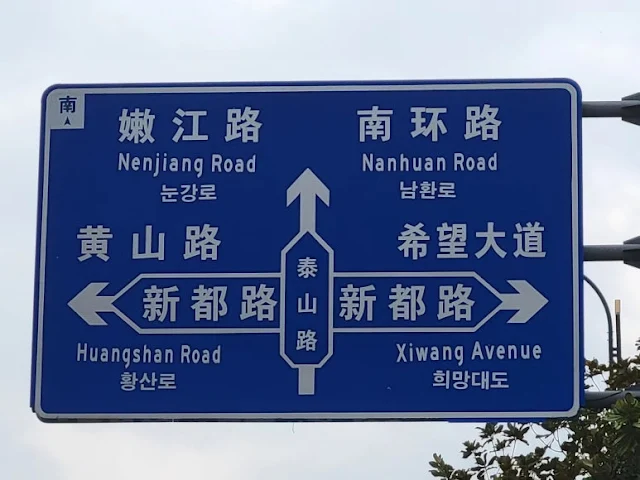 南
嫩江路 南环路
Nenjiang Road Nanhuan Road
눈강로 남환로
黄山路 希望大道
泰山路
新都路 新都路
Huangshan Road Xiwang Avenue
황산로 희망대도